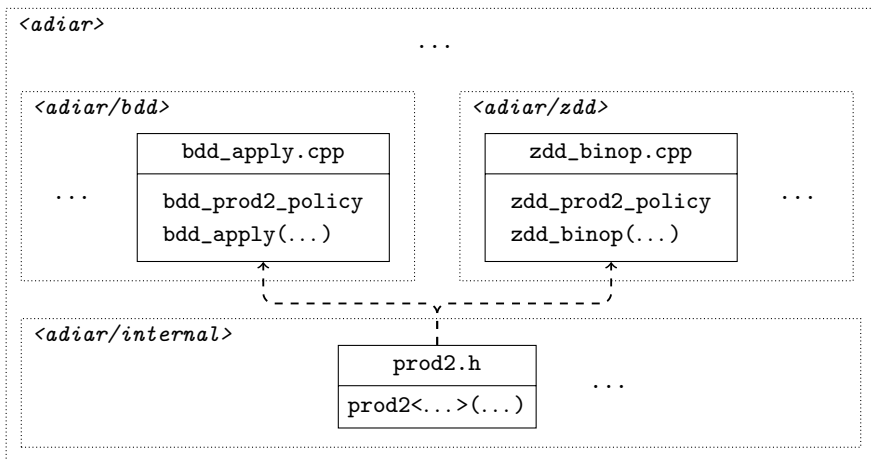 <adiar>
...
<adiar/bdd>
<adiar/zdd>
bdd_apply.cpp
zdd_binop.cpp
...
bdd_prod2_policy
zdd_prod2_policy
...
bdd_apply(...)
zdd_binop(...)
<adiar/internal>
prod2.h
...
prod2<...>(...)